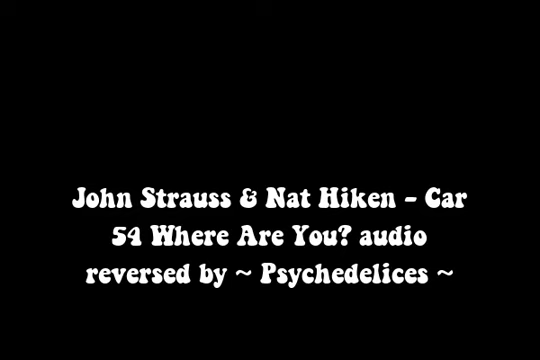 John Strauss & Nat Hiken - Car
54 Where Are You? audio
reversed by ~ Psychedelices ~